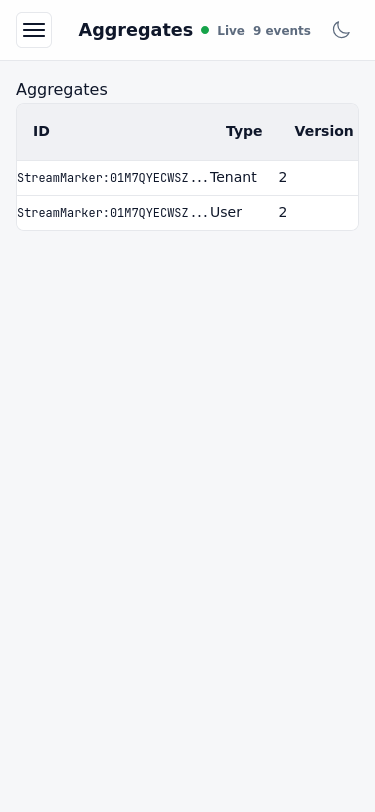 Aggregates Live 9 events
Aggregates
ID Type Version
StreamMarker:01M7QYECWSZ... Tenant 2
StreamMarker:01M7QYECWSZ... User 2